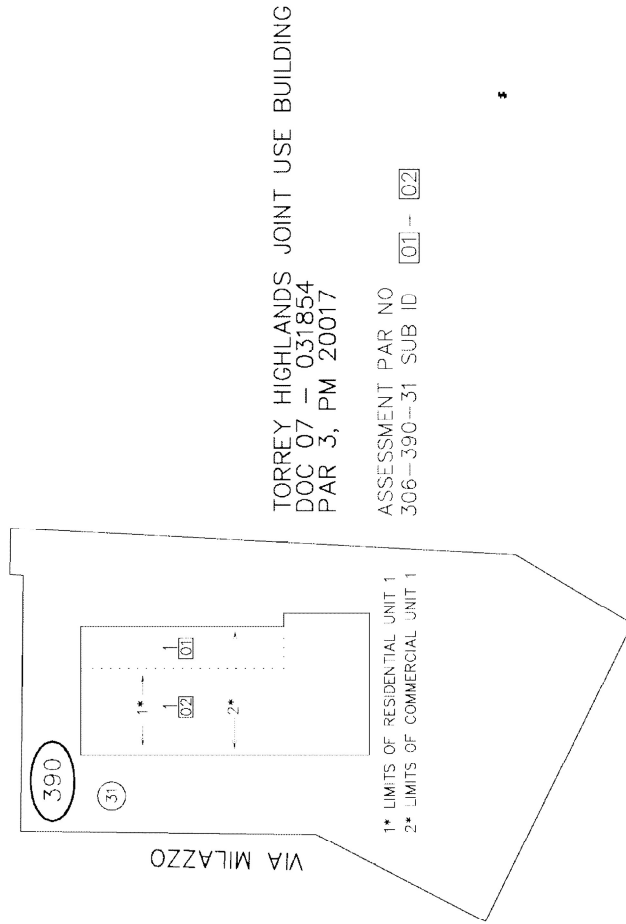 390
31
VIA MILAZZO
1*
1
02
1
01
2*
1* LIMITS OF RESIDENTIAL UNIT 1
2* LIMITS OF COMMERCIAL UNIT 1
TORREY HIGHLANDS JOINT USE BUILDING
DOC 07 - 031854
PAR 3, PM 20017
ASSESSMENT PAR NO
306-390-31 SUB ID 01 - 02